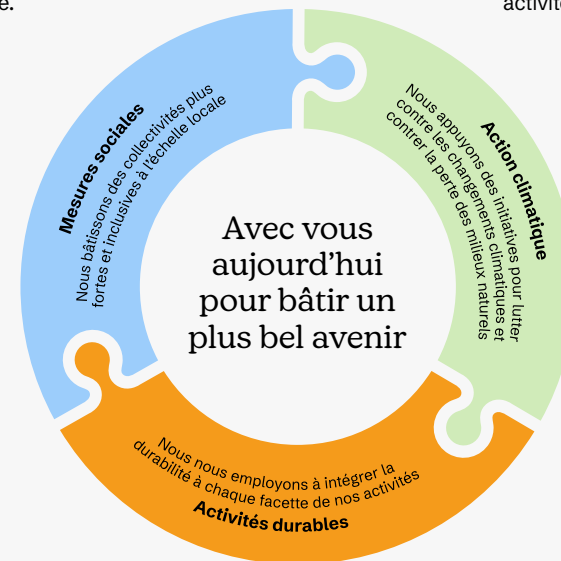 Mesures sociales
Nous bâtissons des collectivités plus
fortes et inclusives à l'échelle locale
Action climatique
Nous appuyons des initiatives pour lutter
contre les changements climatiques et
contrer la perte des milieux naturels
Avec vous
aujourd'hui
pour bâtir un
plus bel avenir
Nous nous employons à intégrer la
durabilité à chaque facette de nos activités
Activités durables